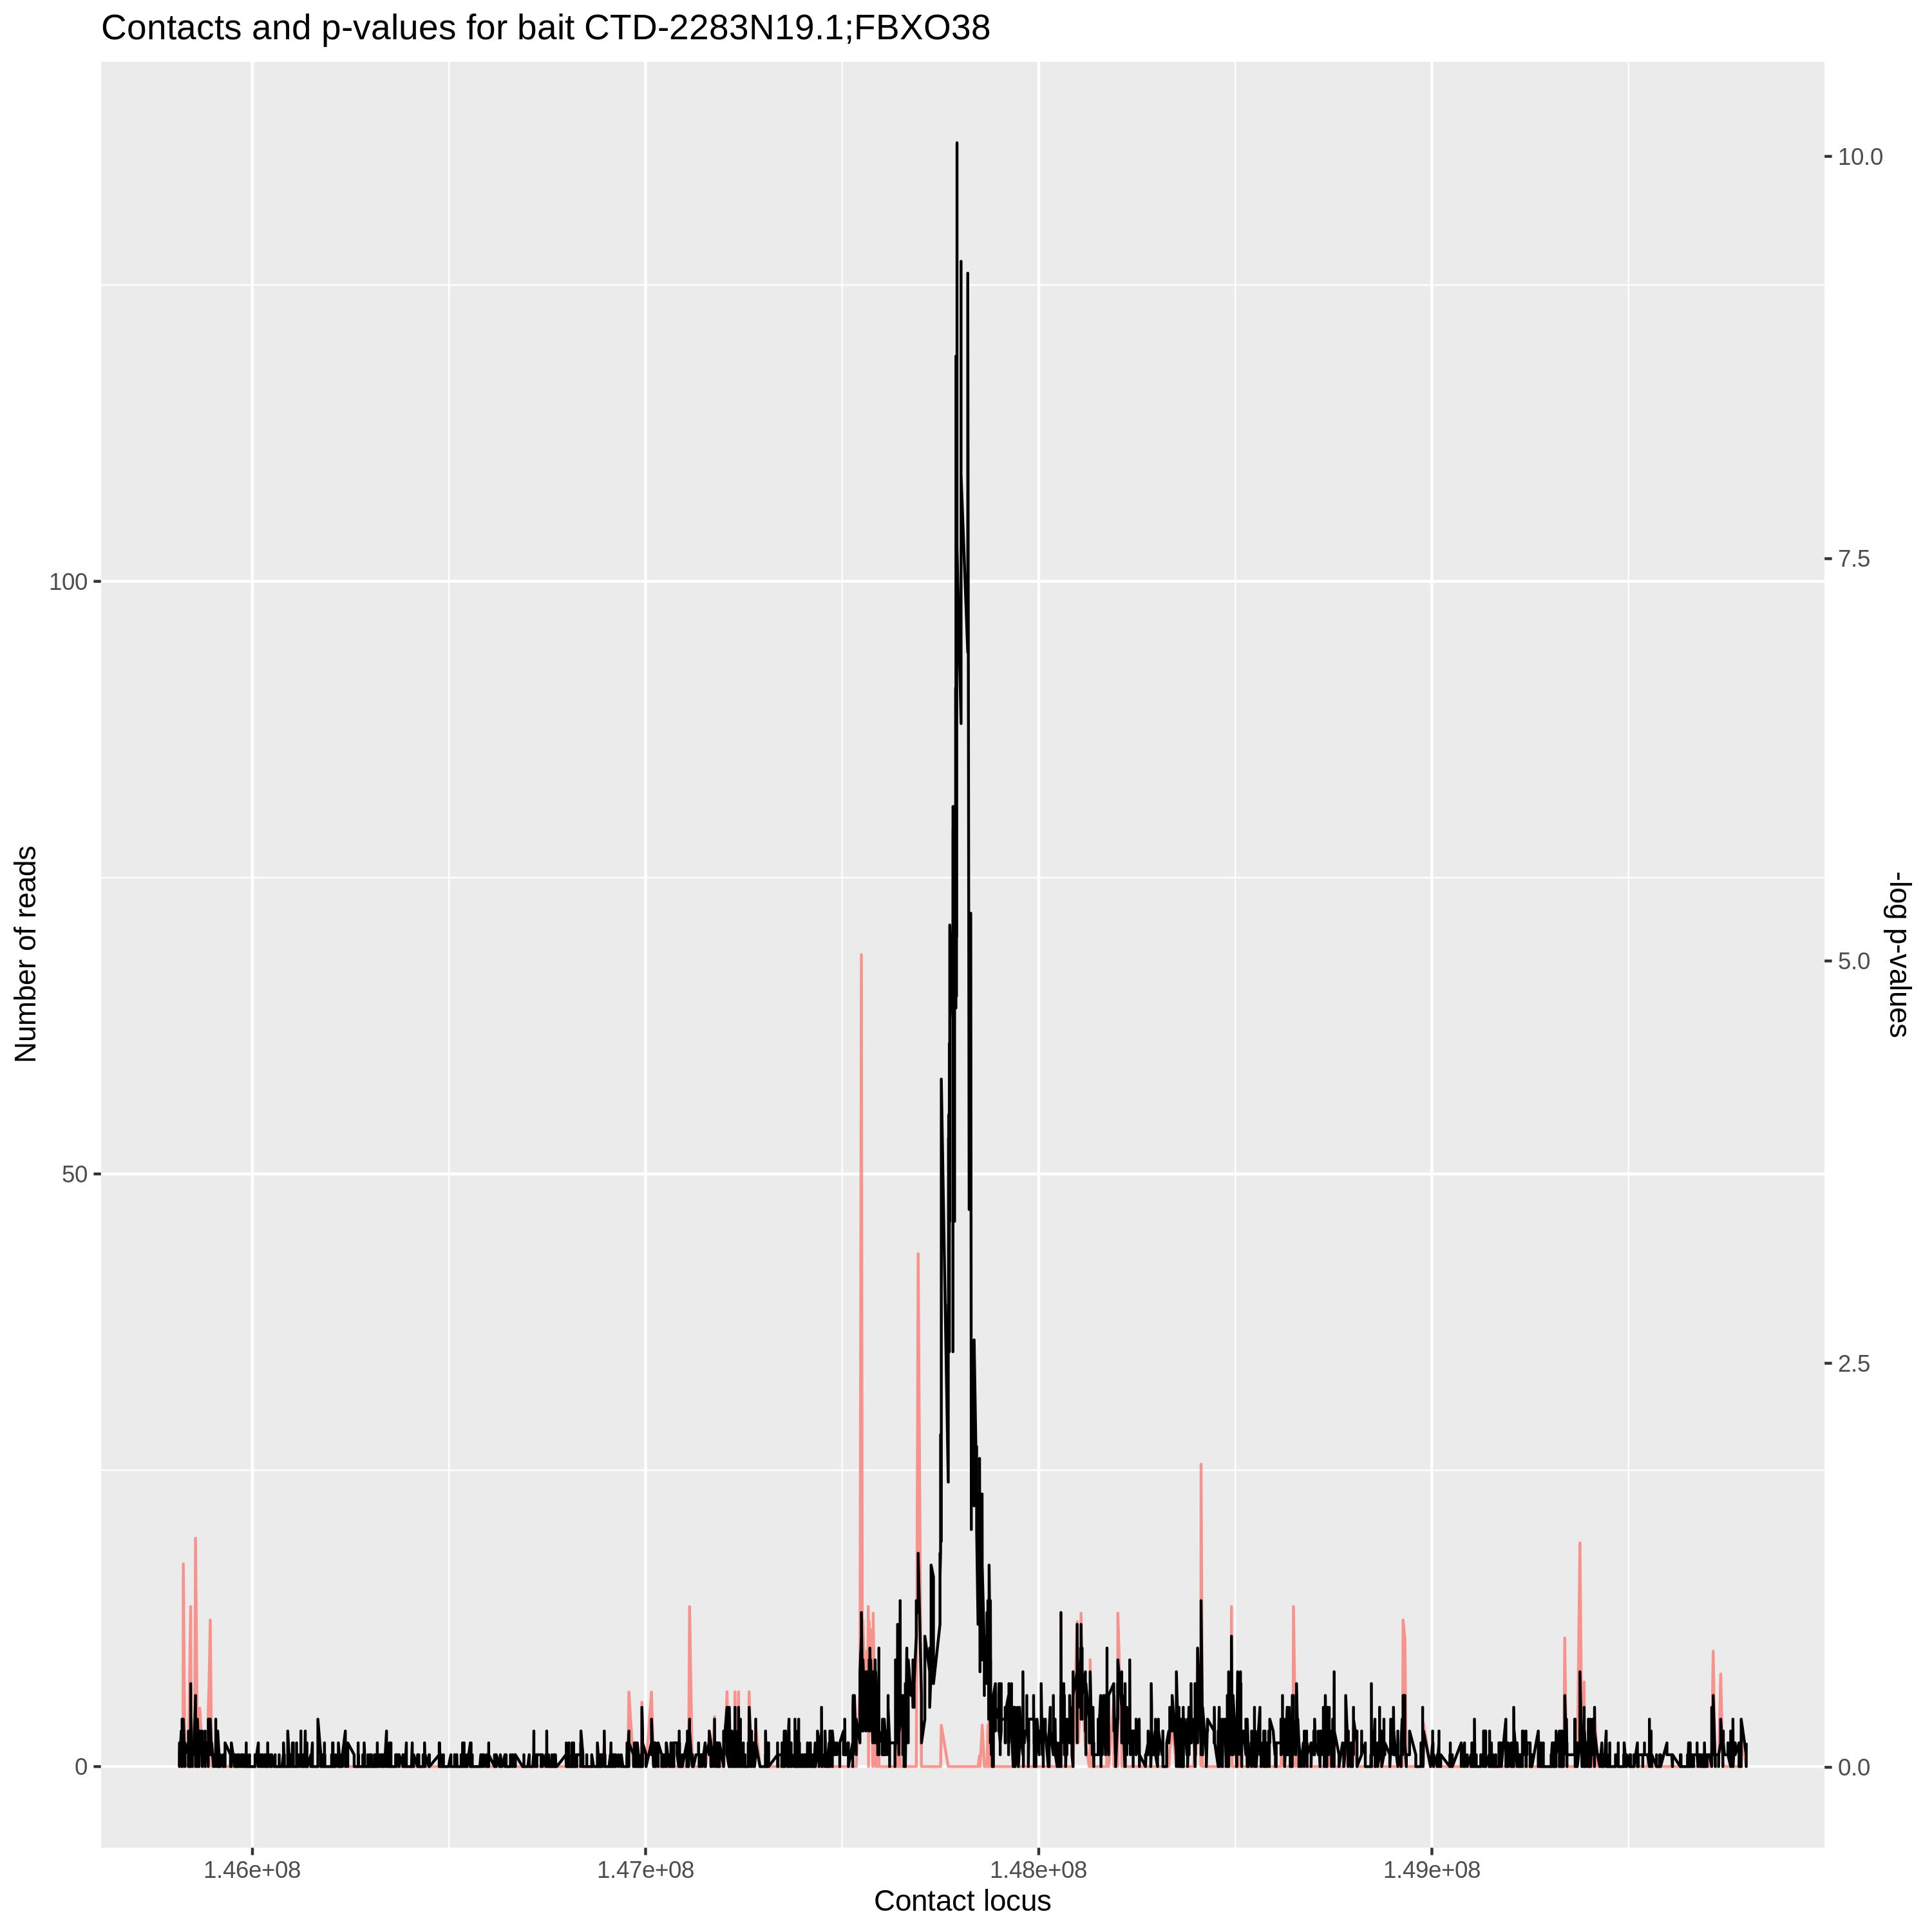 Contacts and p-values for bait CTD-2283N19.1;FBXO38
Number of reads
100
50
0
10.0
7.5
5.0
2.5
0.0
-log p-values
1.46e+08
1.47e+08
1.48e+08
1.49e+08
Contact locus